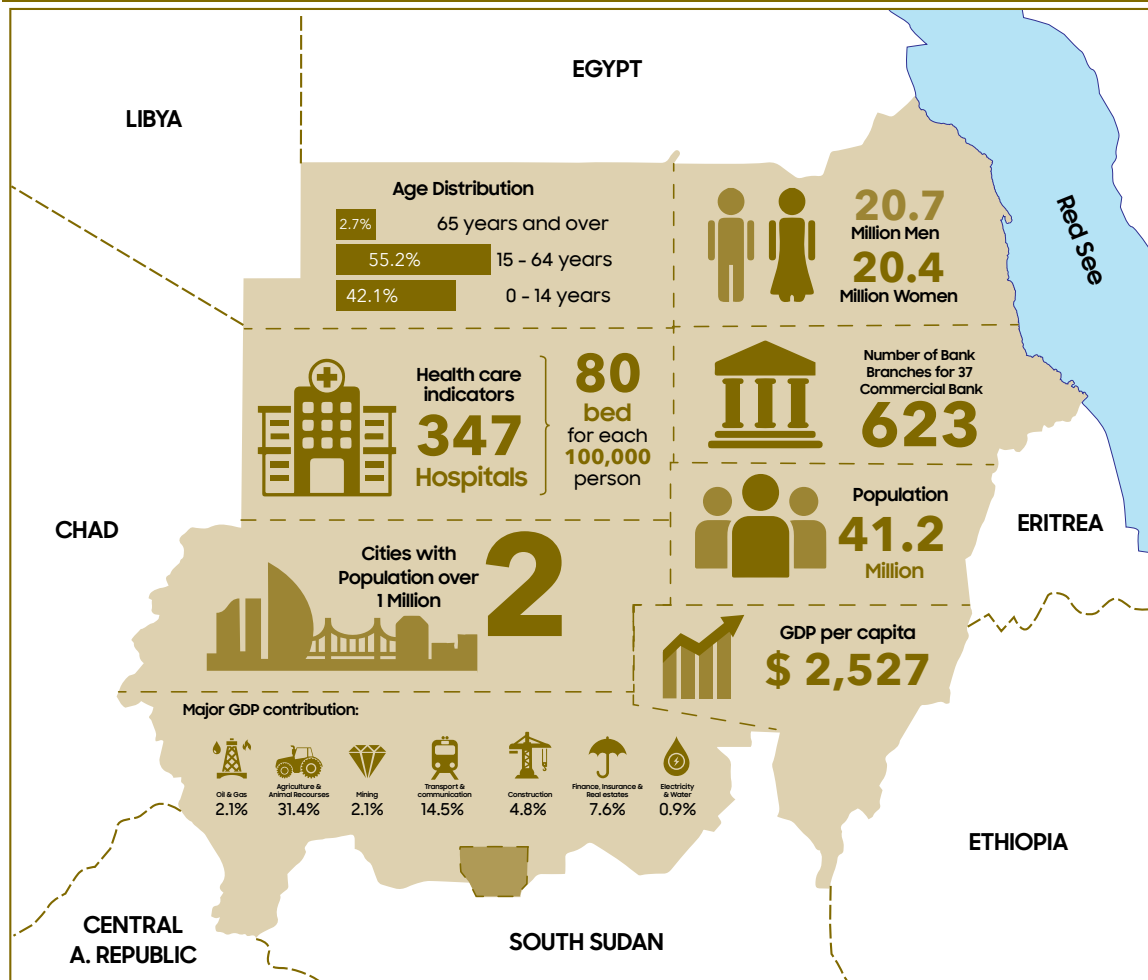 EGYPT
LIBYA
Red See
Age Distribution
2.7% 65 years and over
55.2% 15 - 64 years
42.1% 0 - 14 years
20.7
Million Men
20.4
Million Women
Health care
indicators
347
Hospitals
80
bed
for each
100,000
person
Number of Bank
Branches for 37
Commercial Bank
623
CHAD
Cities with
Population over
1 Million
2
Population
41.2
Million
ERITREA
GDP per capita
$ 2,527
Major GDP contribution:
Oil & Gas
2.1%
Agriculture &
Animal Recourses
31.4%
Mining
2.1%
Transport &
communication
14.5%
Construction
4.8%
Finance, Insurance &
Real estates
7.6%
Electricity
& Water
0.9%
ETHIOPIA
CENTRAL
A. REPUBLIC
SOUTH SUDAN